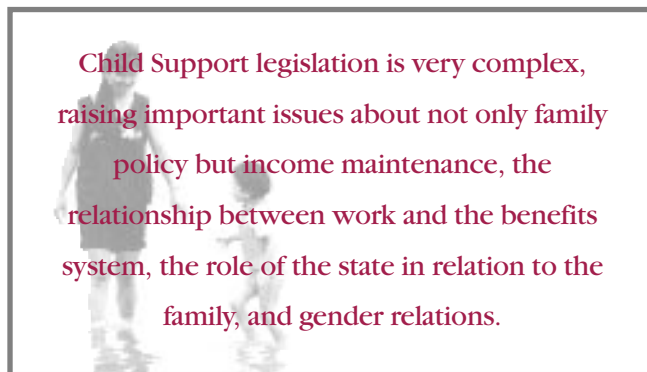 Child Support legislation is very complex,
raising important issues about not only family
policy but income maintenance, the
relationship between work and the benefits
system, the role of the state in relation to the
family, and gender relations.